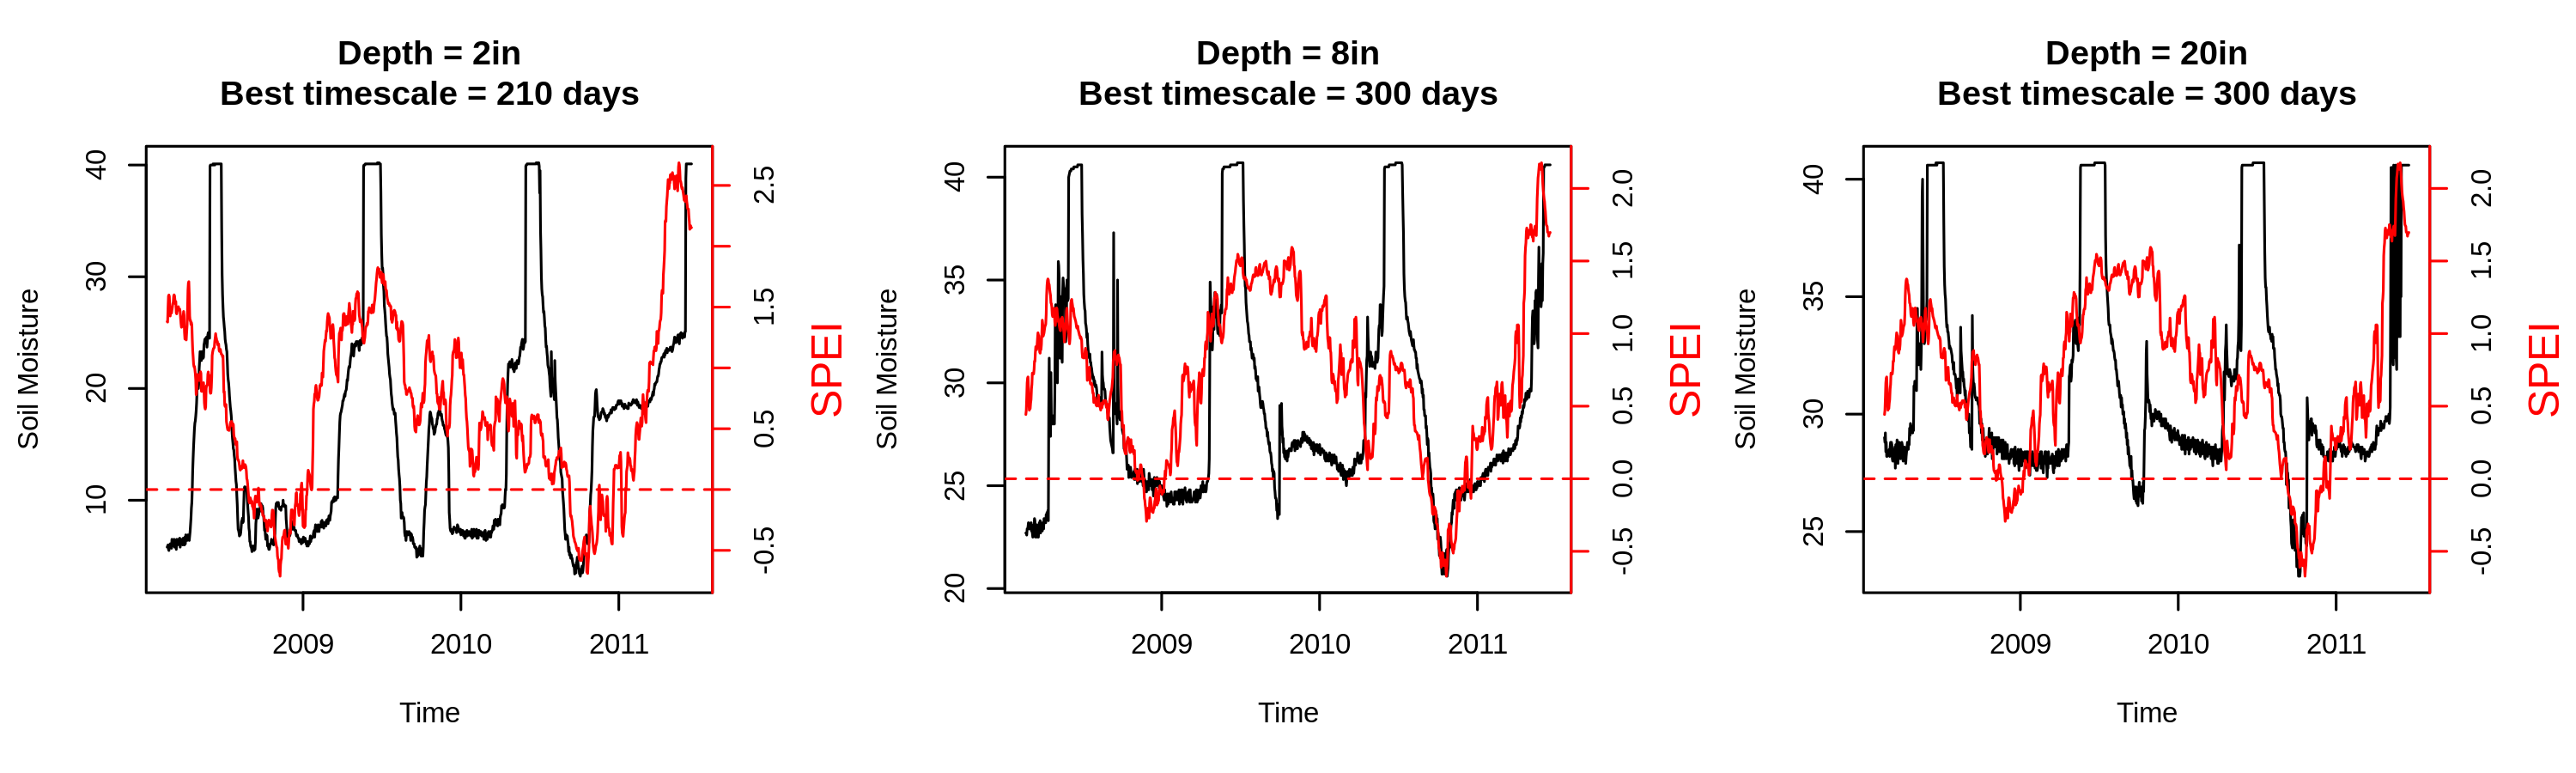 Depth = 2in
Best timescale = 210 days
40
30
20
10
Soil Moisture
2.5
1.5
0.5
-0.5
SPEI
2009 2010 2011
Time
Depth = 8in
Best timescale = 300 days
40
35
30
25
20
Soil Moisture
2.0
1.5
1.0
0.5
0.0
-0.5
SPEI
2009 2010 2011
Time
Depth = 20in
Best timescale = 300 days
40
35
30
25
Soil Moisture
2.0
1.5
1.0
0.5
0.0
-0.5
SPEI
2009 2010 2011
Time